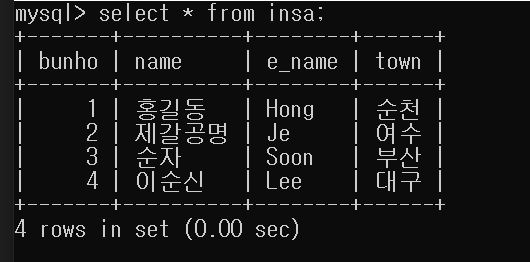 mysql> select * from insa;
+-------+----------+--------+------+
| bunho | name     | e_name | town |
+-------+----------+--------+------+
|     1 | 홍길동   | Hong   | 순천 |
|     2 | 제갈공명 | Je     | 여수 |
|     3 | 순자     | Soon   | 부산 |
|     4 | 이순신   | Lee    | 대구 |
+-------+----------+--------+------+
4 rows in set (0.00 sec)